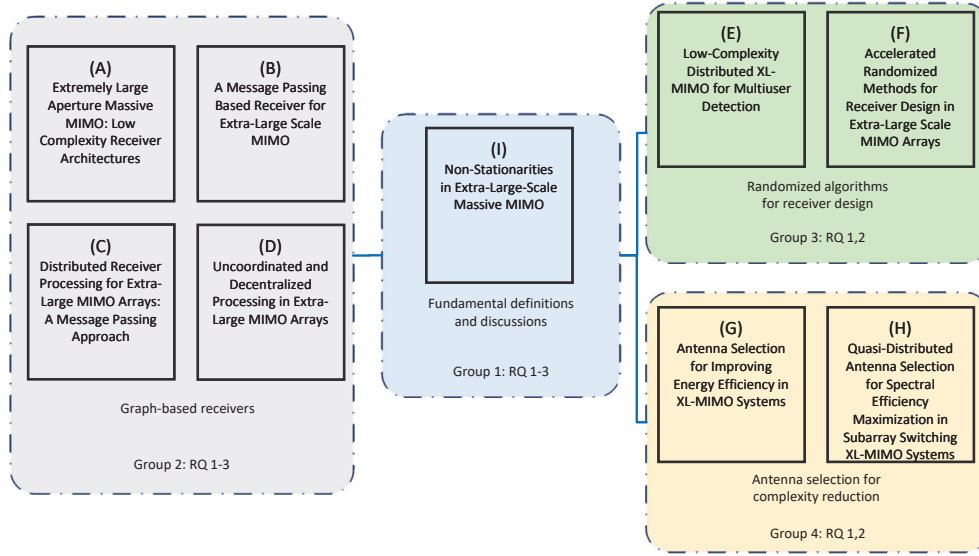 (A)
Extremely Large
Aperture Massive
MIMO: Low
Complexity Receiver
Architectures
(B)
A Message Passing
Based Receiver for
Extra-Large Scale
MIMO
(C)
Distributed Receiver
Processing for Extra-
Large MIMO Arrays:
A Message Passing
Approach
(D)
Uncoordinated and
Decentralized
Processing in Extra-
Large MIMO Arrays
Graph-based receivers
Group 2: RQ 1-3
(I)
Non-Stationarities
in Extra-Large-Scale
Massive MIMO
Fundamental definitions
and discussions
Group 1: RQ 1-3
(E)
Low-Complexity
Distributed XL-
MIMO for Multiuser
Detection
(F)
Accelerated
Randomized
Methods for
Receiver Design in
Extra-Large Scale
MIMO Arrays
Randomized algorithms
for receiver design
Group 3: RQ 1,2
(G)
Antenna Selection
for Improving
Energy Efficiency in
XL-MIMO Systems
(H)
Quasi-Distributed
Antenna Selection
for Spectral
Efficiency
Maximization in
Subarray Switching
XL-MIMO Systems
Antenna selection for
complexity reduction
Group 4: RQ 1,2